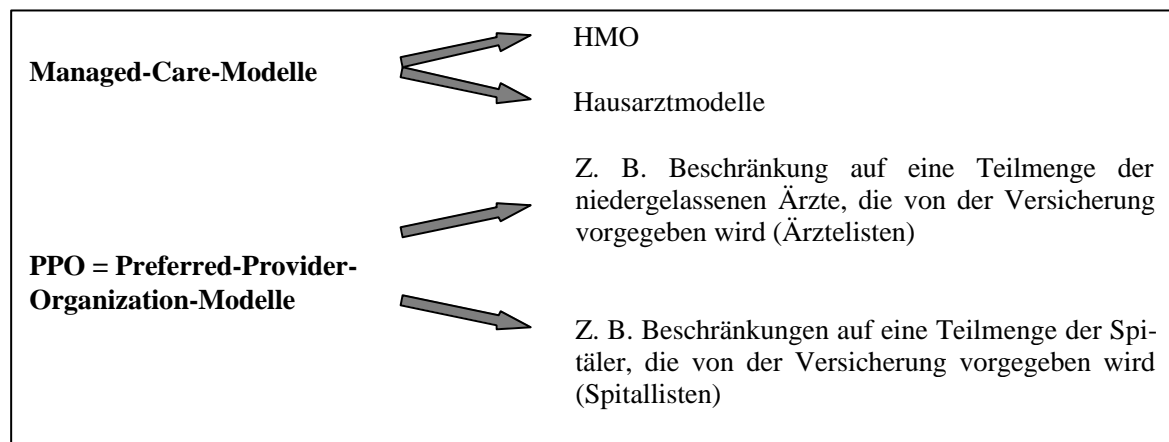 HMO
Managed-Care-Modelle
Hausarztmodelle
Z. B. Beschränkung auf eine Teilmenge der
niedergelassenen Ärzte, die von der Versicherung
vorgegeben wird (Ärztelisten)
PPO = Preferred-Provider-
Organization-Modelle
Z. B. Beschränkungen auf eine Teilmenge der Spi-
täler, die von der Versicherung vorgegeben wird
(Spitallisten)